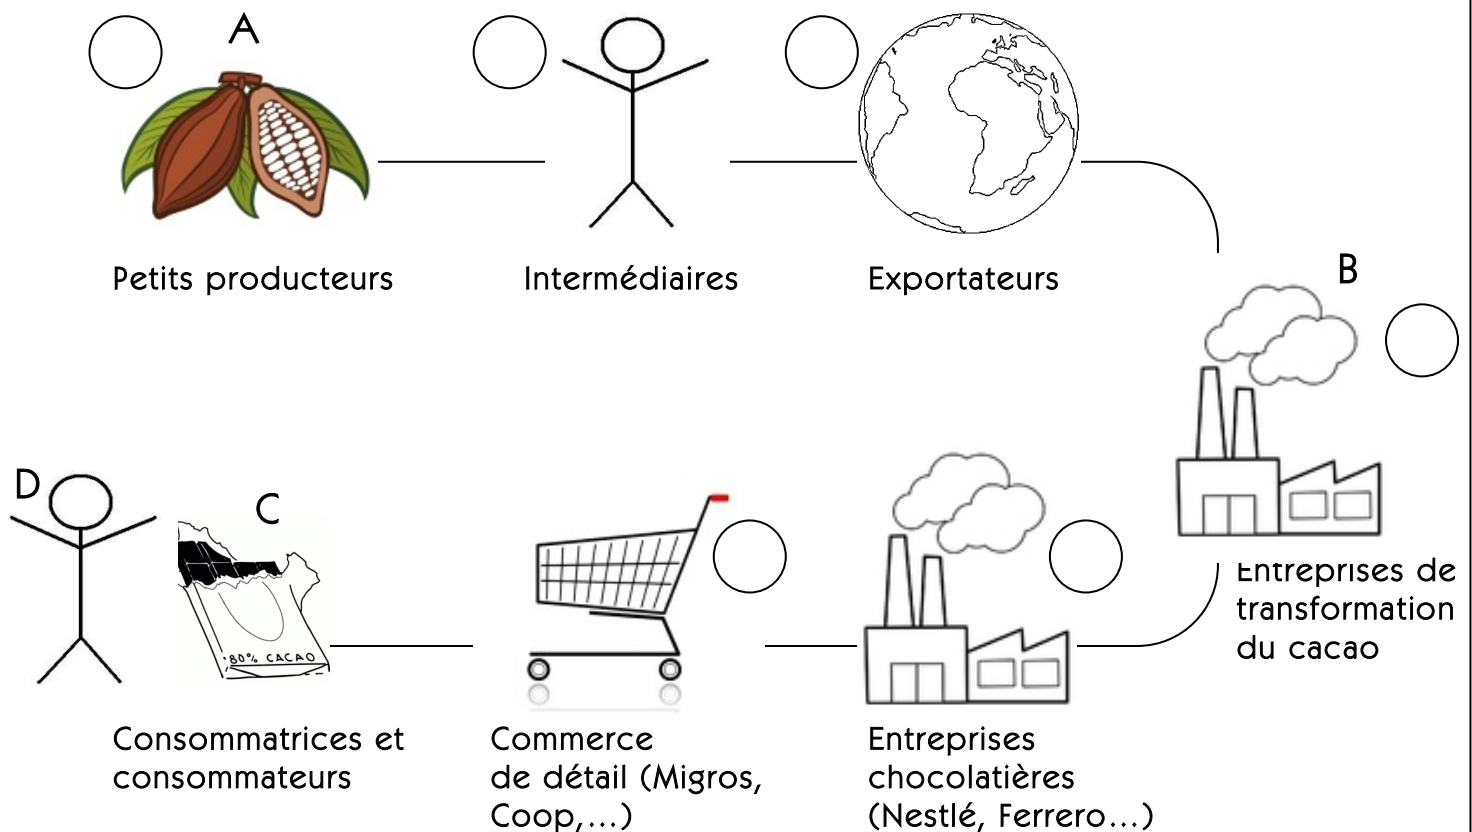 A
Petits producteurs
Intermédiaires
Exportateurs
B
Entreprises de
transformation
du cacao
D
C
80% CACAO
Consommatrices et
consommateurs
Commerce
de détail (Migros,
Coop,...)
Entreprises
chocolatières
(Nestlé, Ferrero...)